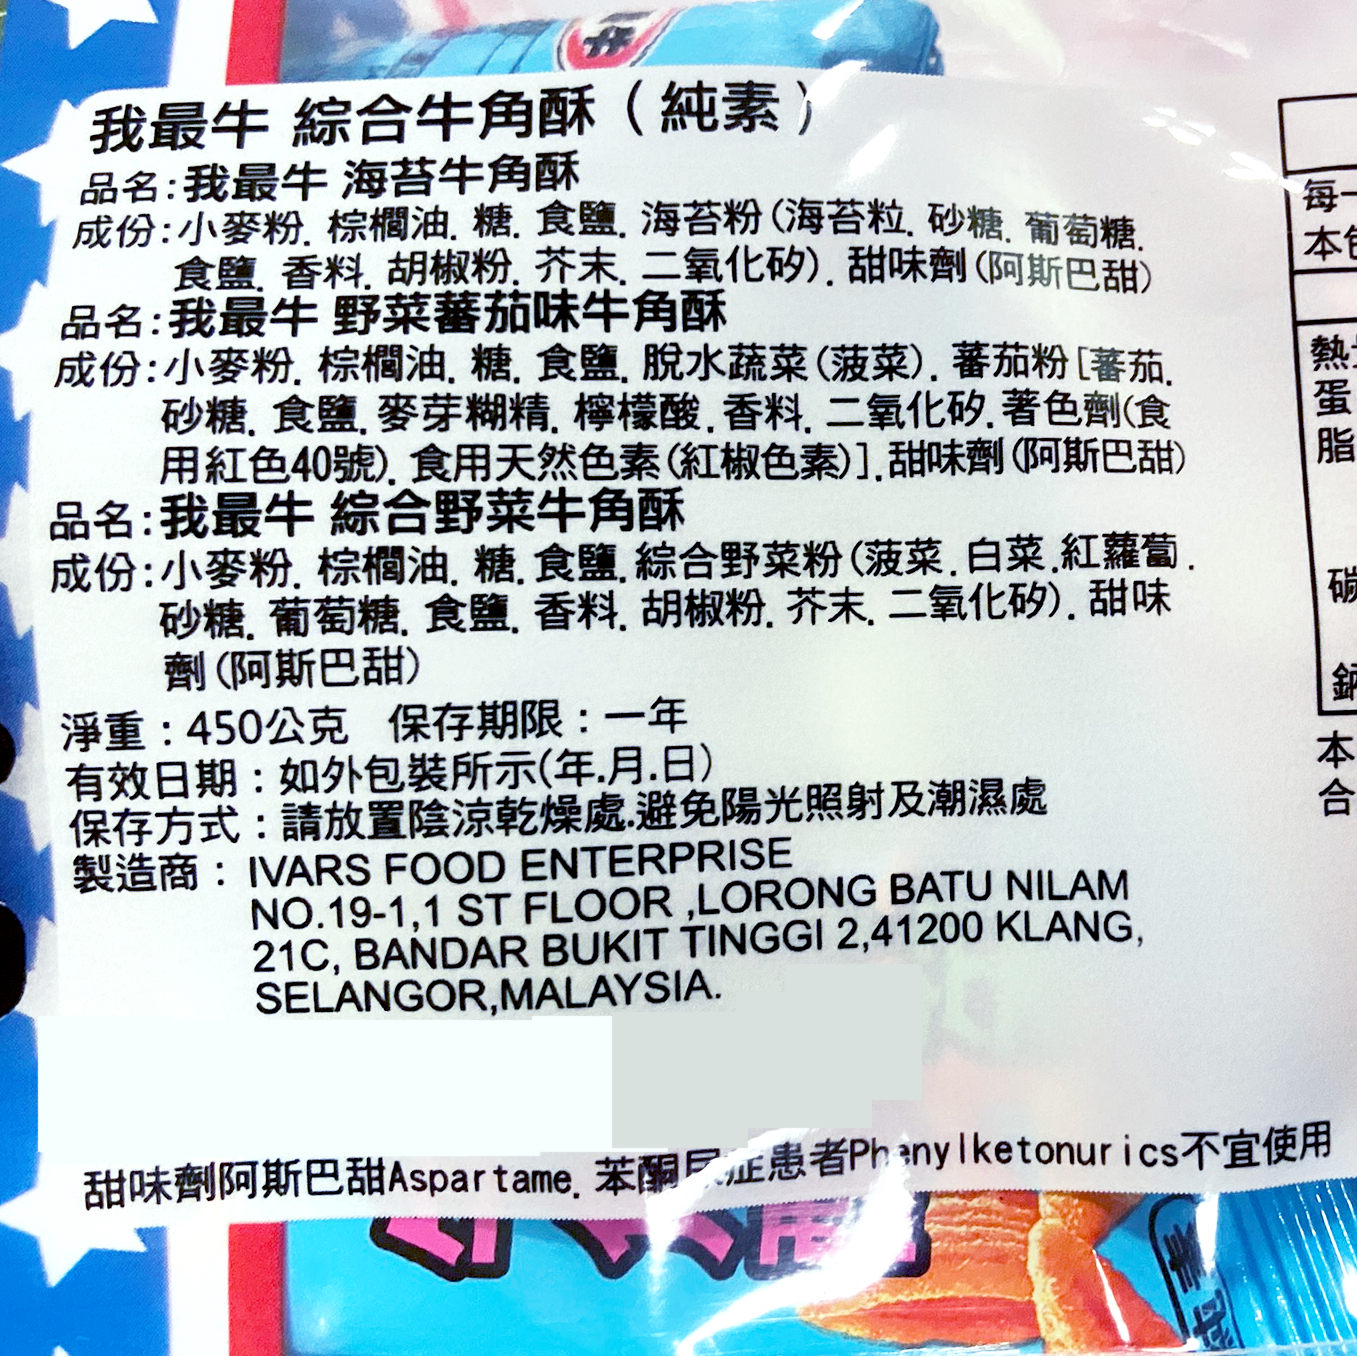 我最牛 綜合牛角酥（純素）
品名:我最牛 海苔牛角酥
成份:小麥粉. 棕櫚油. 糖. 食鹽. 海苔粉(海苔粒. 砂糖. 葡萄糖.
食鹽. 香料. 胡椒粉. 芥末. 二氧化矽). 甜味劑(阿斯巴甜)
品名:我最牛 野菜蕃茄味牛角酥
成份:小麥粉. 棕櫚油. 糖. 食鹽. 脫水蔬菜(菠菜). 蕃茄粉[蕃茄.
砂糖. 食鹽. 麥芽糊精. 檸檬酸. 香料. 二氧化矽. 著色劑(食
用紅色40號). 食用天然色素(紅椒色素)]. 甜味劑(阿斯巴甜)
品名:我最牛 綜合野菜牛角酥
成份:小麥粉. 棕櫚油. 糖. 食鹽. 綜合野菜粉(菠菜. 白菜. 紅蘿蔔.
砂糖. 葡萄糖. 食鹽. 香料. 胡椒粉. 芥末. 二氧化矽). 甜味
劑(阿斯巴甜)
淨重：450公克 保存期限：一年
有效日期：如外包裝所示(年.月.日)
保存方式：請放置陰涼乾燥處.避免陽光照射及潮濕處
製造商：IVARS FOOD ENTERPRISE
NO.19-1,1 ST FLOOR ,LORONG BATU NILAM
21C, BANDAR BUKIT TINGGI 2,41200 KLANG,
SELANGOR,MALAYSIA.
甜味劑阿斯巴甜Aspartame. 苯酮尿症患者Phenylketonurics不宜使用
每一
本包
熱
蛋
脂
碳
鈉
本
合